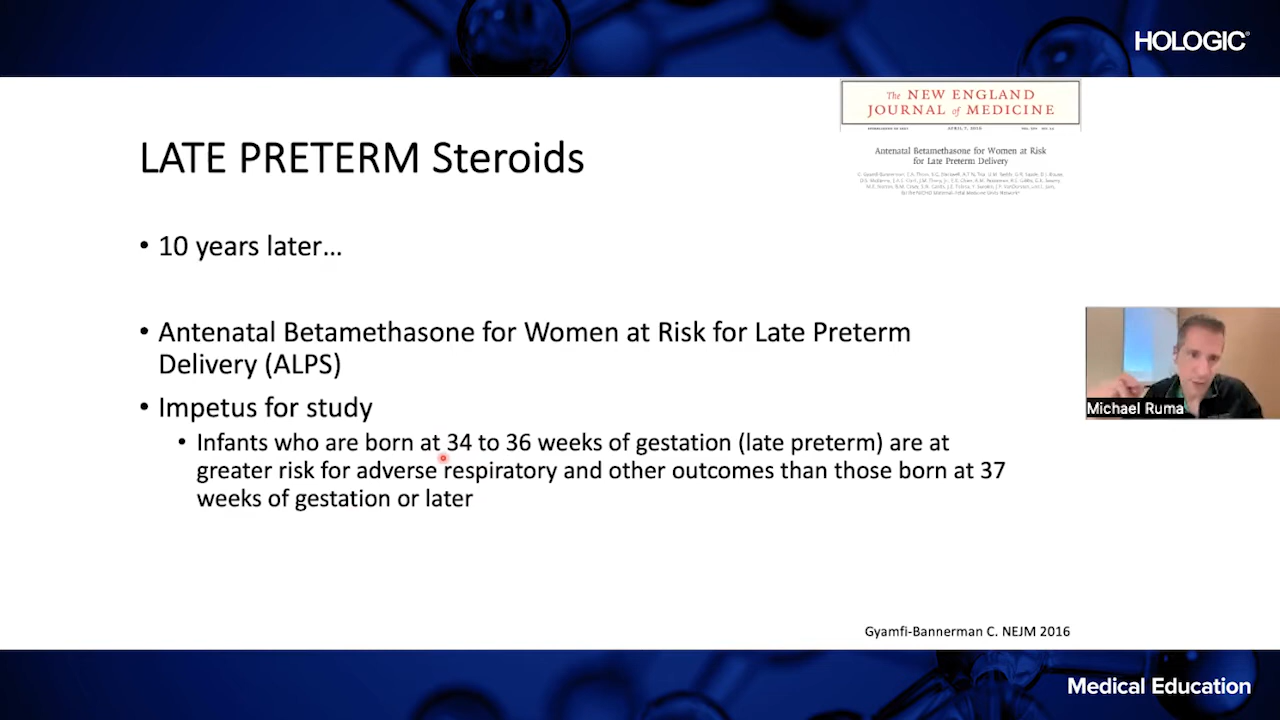 HOLOGIC®
The NEW ENGLAND
JOURNAL of MEDICINE
APRIL 7, 2016
Antenatal Betamethasone for Women at Risk
for Late Preterm Delivery
LATE PRETERM Steroids
• 10 years later...
• Antenatal Betamethasone for Women at Risk for Late Preterm
Delivery (ALPS)
• Impetus for study
• Infants who are born at 34 to 36 weeks of gestation (late preterm) are at
greater risk for adverse respiratory and other outcomes than those born at 37
weeks of gestation or later
Michael Ruma
Gyamfi-Bannerman C. NEJM 2016
Medical Education